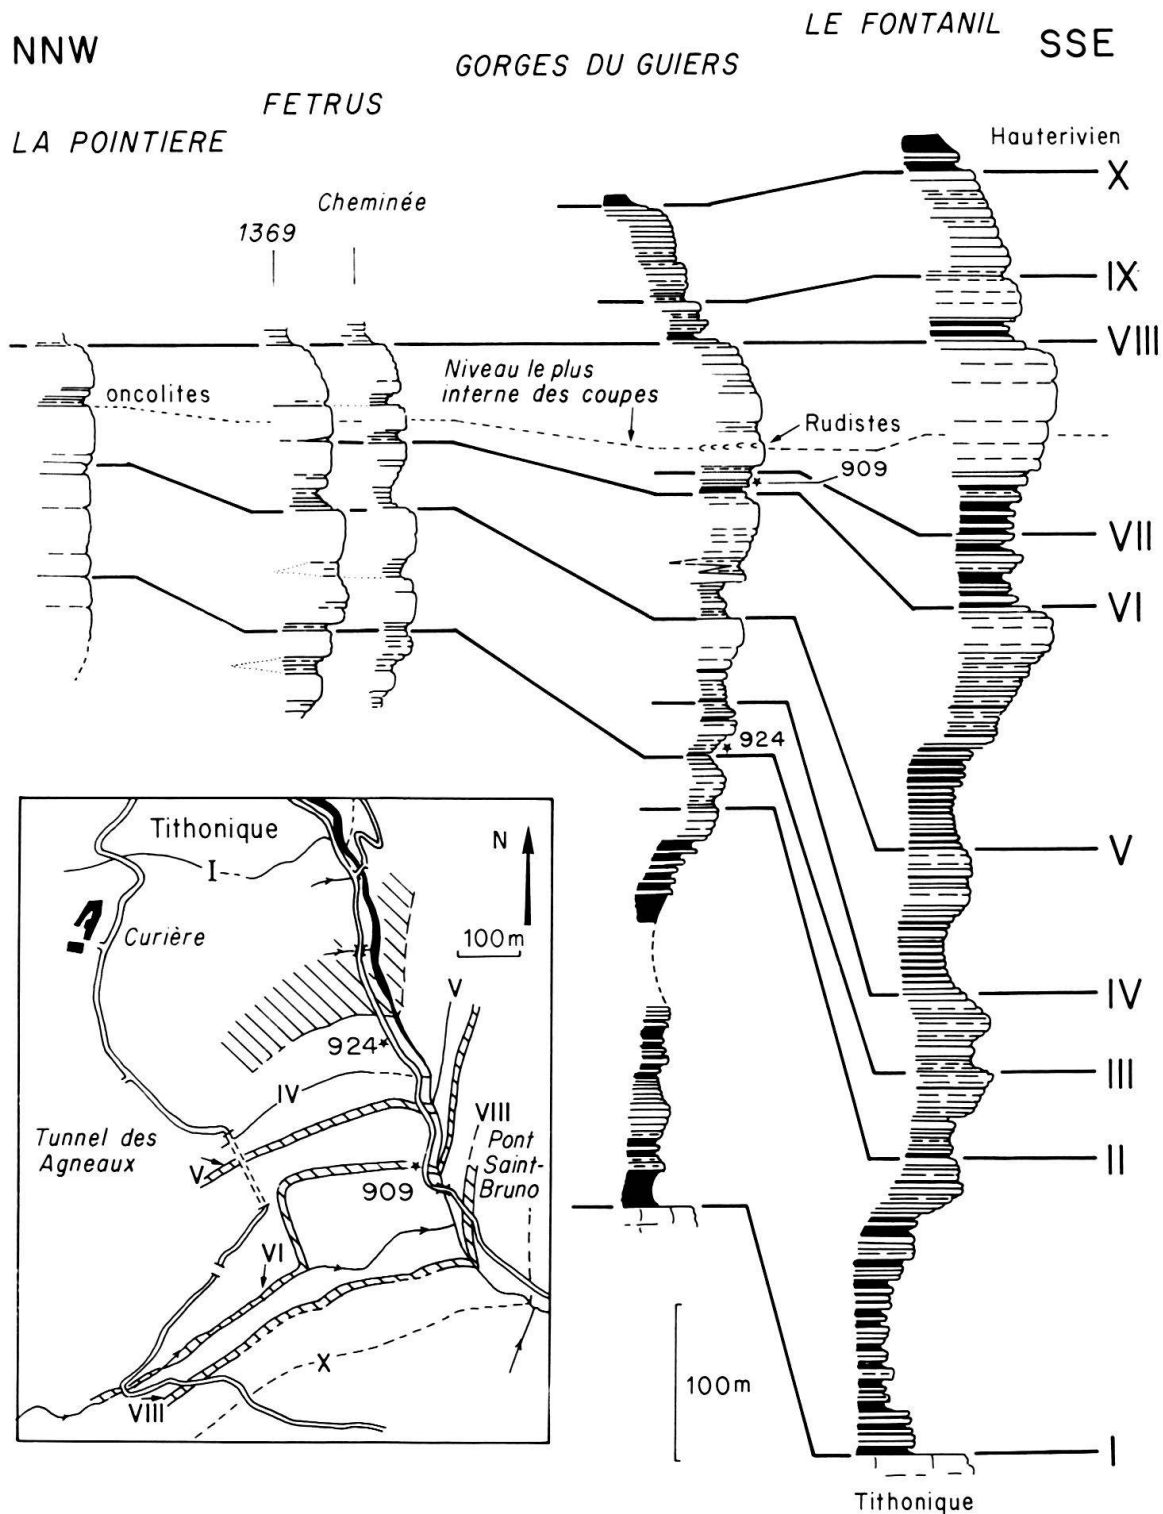 LE FONTANIL
NNW
SSE
GORGES DU GUIERS
FETRUS
LA POINTIERE
Hauterivien
X
Cheminée
1369
IX
VIII
Niveau le plus
interne des coupes
oncolites
Rudistes
909
VII
VI
924
V
IV
III
II
100m
I
Tithonique
Tithonique
N
I
Curière
100m
V
924
IV
VIII
Tunnel des
Agneaux
Pont
Saint-
Bruno
V
909
VI
X
VIII